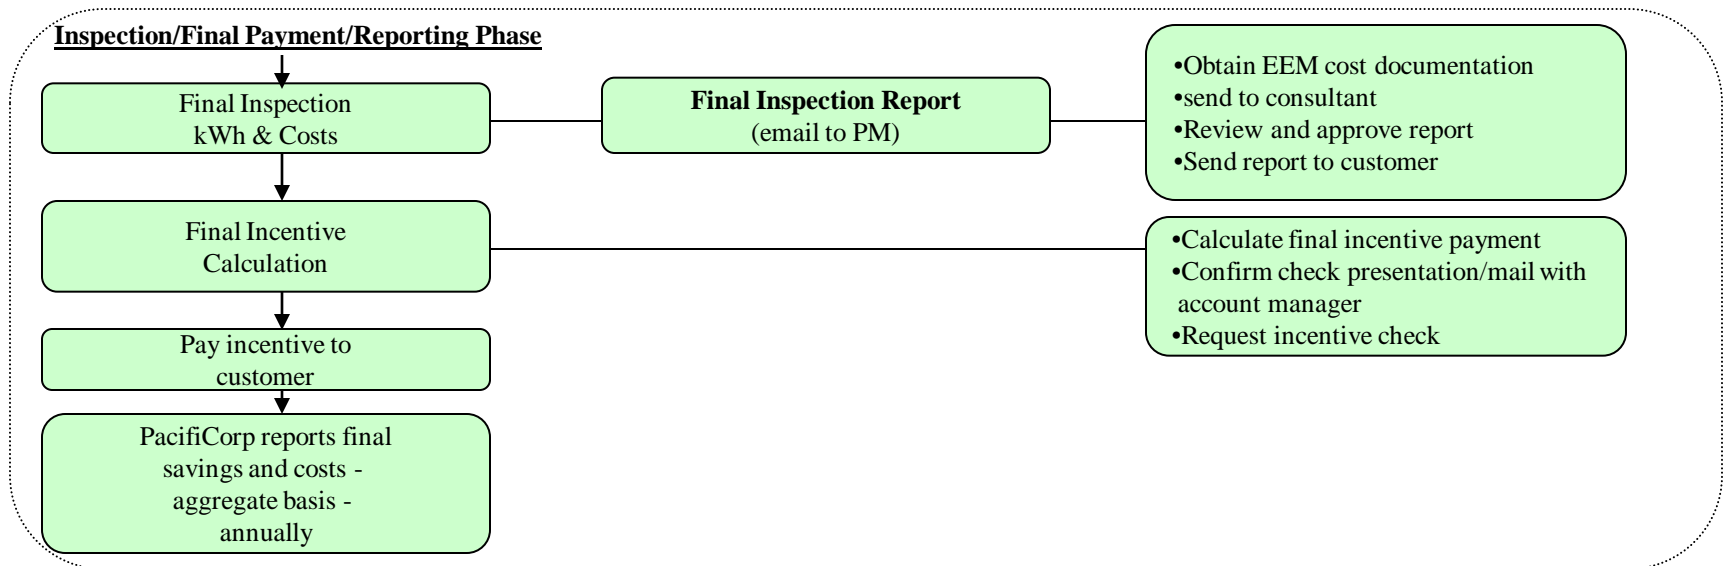 Inspection/Final Payment/Reporting Phase
Final Inspection
kWh & Costs
Final Inspection Report
(email to PM)
•Obtain EEM cost documentation
•send to consultant
•Review and approve report
•Send report to customer
Final Incentive
Calculation
•Calculate final incentive payment
•Confirm check presentation/mail with
account manager
•Request incentive check
Pay incentive to
customer
PacifiCorp reports final
savings and costs -
aggregate basis -
annually